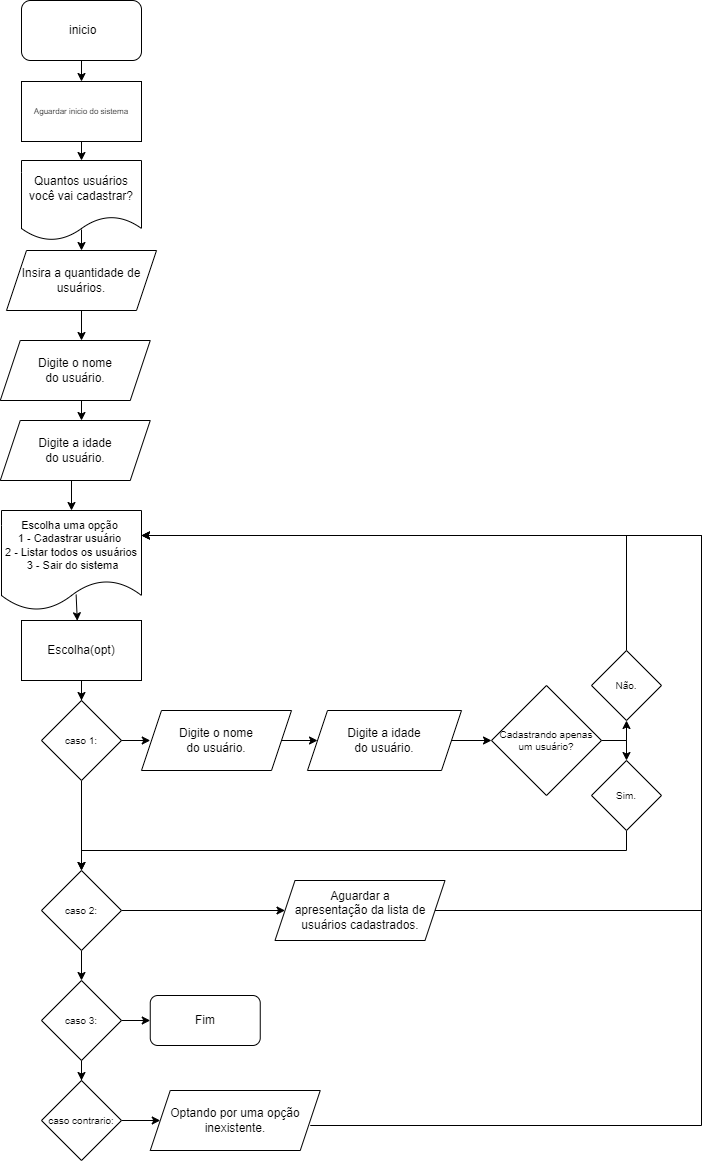 inicio
Aguardar inicio do sistema
Quantos usuários
você vai cadastrar?
Insira a quantidade de
usuários.
Digite o nome
do usuário.
Digite a idade
do usuário.
Escolha uma opção
1 - Cadastrar usuário
2 - Listar todos os usuários
3 - Sair do sistema
Escolha(opt)
caso 1:
Digite o nome
do usuário.
Digite a idade
do usuário.
Cadastrando apenas
um usuário?
Não.
Sim.
caso 2:
Aguardar a
apresentação da lista de
usuários cadastrados.
caso 3:
Fim
caso contrario:
Optando por uma opção
inexistente.